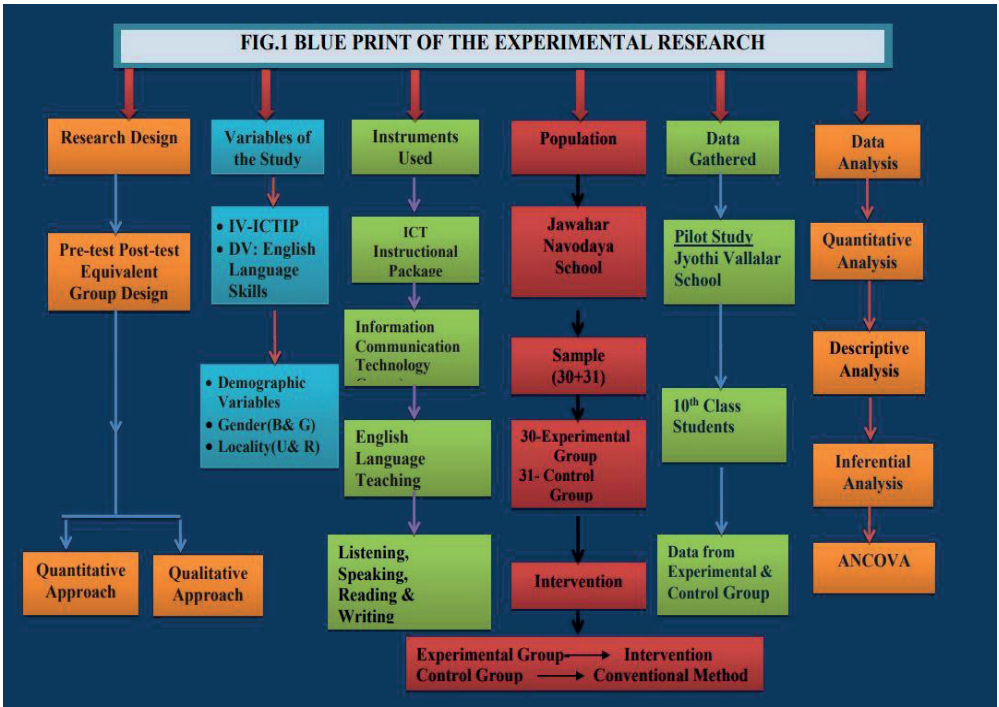 FIG.1 BLUE PRINT OF THE EXPERIMENTAL RESEARCH
Research Design
Pre-test Post-test
Equivalent
Group Design
Quantitative
Approach
Qualitative
Approach
Variables of
the Study
• IV-ICTIP
• DV: English
Language
Skills
• Demographic
Variables
• Gender(B& G)
• Locality(U& R)
Instruments
Used
ICT
Instructional
Package
Information
Communication
Technology
English
Language
Teaching
Listening,
Speaking,
Reading &
Writing
Population
Jawahar
Navodaya
School
Sample
(30+31)
30-Experimental
Group
31- Control
Group
Intervention
Experimental Group → Intervention
Control Group → Conventional Method
Data
Gathered
Pilot Study
Jyothi Vallalar
School
10th Class
Students
Data from
Experimental &
Control Group
Data
Analysis
Quantitative
Analysis
Descriptive
Analysis
Inferential
Analysis
ANCOVA